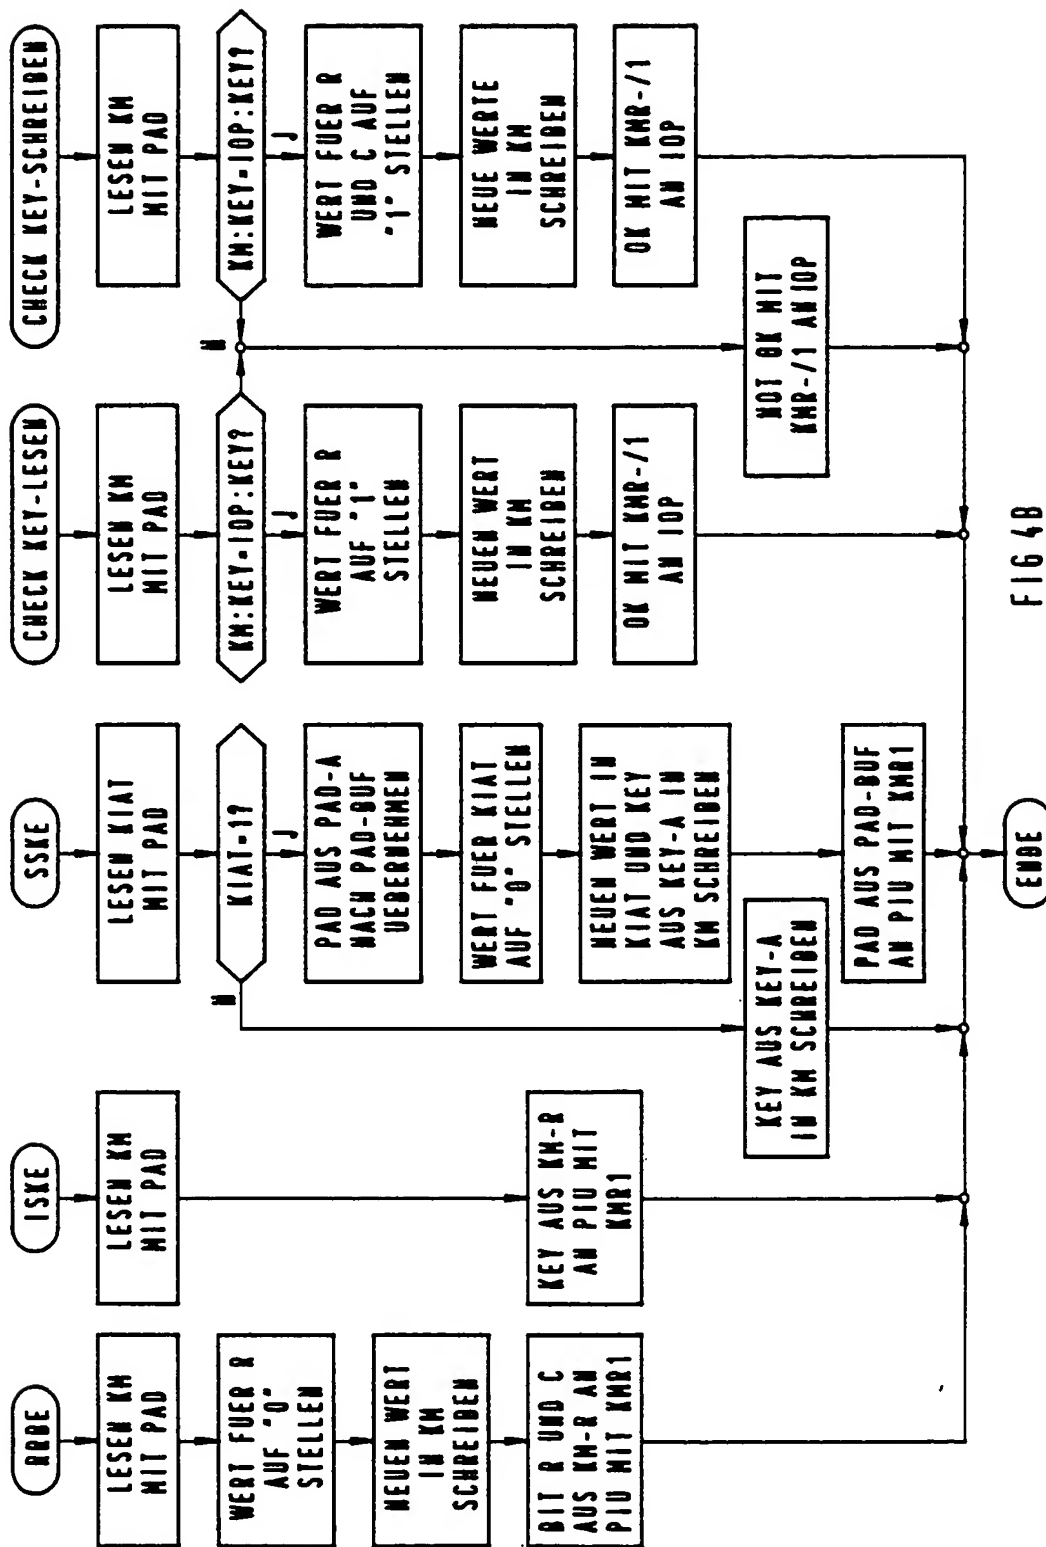 RRBE
LESEN KM
MIT PAD
WERT FUER R
AUF "0"
STELLEN
NEUEN WERT
IN KM
SCHREIBEN
BIT R UND C
AUS KM-R AN
PIU MIT KMR1
ISKE
LESEN KM
MIT PAD
KEY AUS KM-R
AN PIU MIT
KMR1
SSKE
LESEN KIAT
MIT PAD
KIAT=1?
N
J
PAD AUS PAD-A
NACH PAD-BUF
UEBERNEHMEN
WERT FUER KIAT
AUF "0" STELLEN
NEUEN WERT IN
KIAT UND KEY
AUS KEY-A IN
KM SCHREIBEN
KEY AUS KEY-A
IN KM SCHREIBEN
PAD AUS PAD-BUF
AN PIU MIT KMR1
CHECK KEY-LESEN
LESEN KM
MIT PAD
KM:KEY=IOP:KEY?
J
WERT FUER R
AUF "1"
STELLEN
NEUEN WERT
IN KM
SCHREIBEN
OK MIT KMR-/1
AN IOP
N
NOT OK MIT
KMR-/1 AN IOP
CHECK KEY-SCHREIBEN
LESEN KM
MIT PAD
KM:KEY=IOP:KEY?
J
WERT FUER R
UND C AUF
"1" STELLEN
NEUE WERTE
IN KM
SCHREIBEN
OK MIT KMR-/1
AN IOP
ENDE
FIG 4B